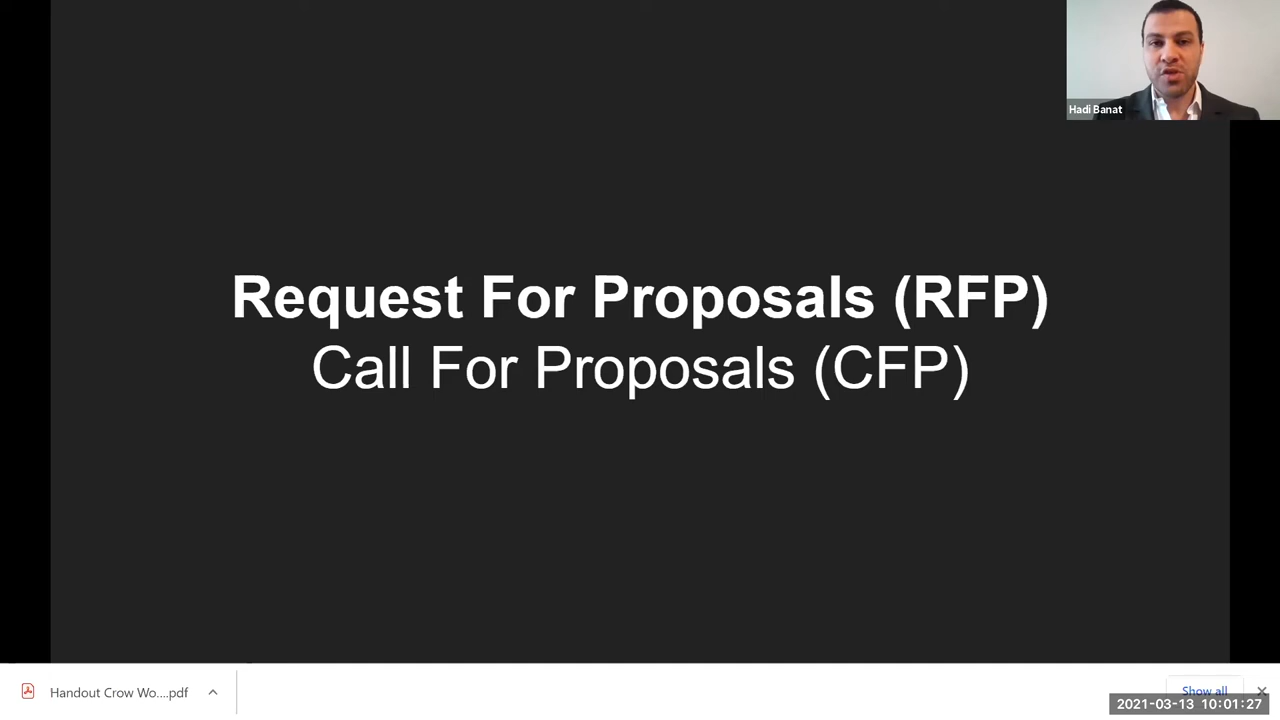 Hadi Banat
Request For Proposals (RFP)
Call For Proposals (CFP)
Handout Crow Wo....pdf
Show all
2021-03-13 10:01:27